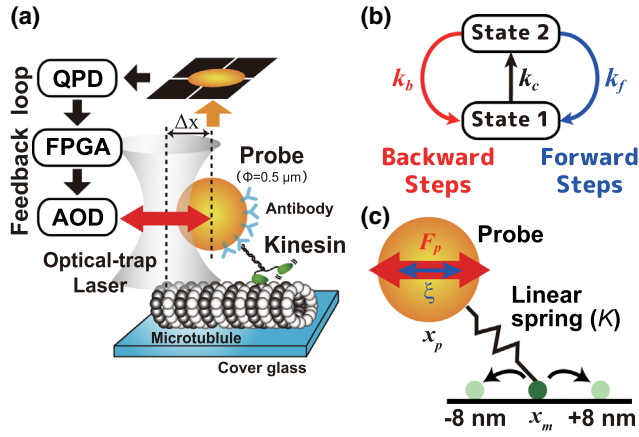 (a)
Feedback loop
QPD
FPGA
AOD
Δx
Probe
(Φ=0.5 μm)
Antibody
Kinesin
Optical-trap
Laser
Microtublule
Cover glass
(b)
State 2
k_b
k_c
k_f
State 1
Backward
Steps
Forward
Steps
(c)
Probe
F_p
ξ
x_p
Linear
spring (K)
-8 nm
x_m
+8 nm